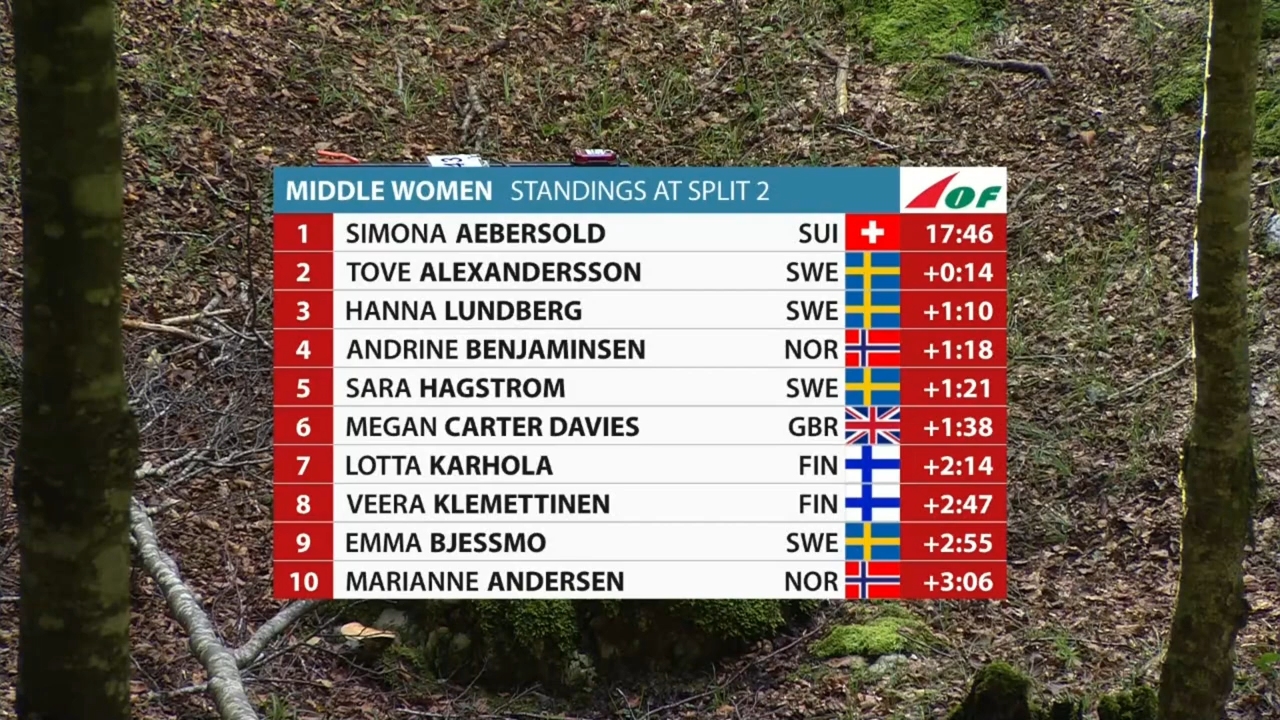 MIDDLE WOMEN STANDINGS AT SPLIT 2 IOF
1 SIMONA AEBERSOLD SUI 17:46
2 TOVE ALEXANDERSSON SWE +0:14
3 HANNA LUNDBERG SWE +1:10
4 ANDRINE BENJAMINSEN NOR +1:18
5 SARA HAGSTROM SWE +1:21
6 MEGAN CARTER DAVIES GBR +1:38
7 LOTTA KARHOLA FIN +2:14
8 VEERA KLEMETTINEN FIN +2:47
9 EMMA BJESSMO SWE +2:55
10 MARIANNE ANDERSEN NOR +3:06